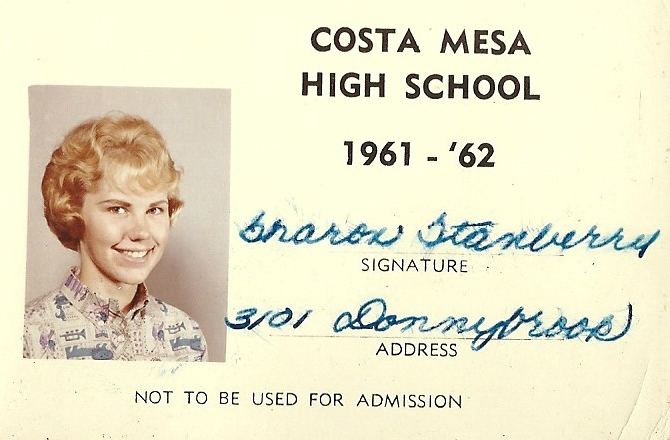 COSTA MESA
HIGH SCHOOL
1961 - '62
Sharon Stanberry
SIGNATURE
3101 Donnybrook
ADDRESS
NOT TO BE USED FOR ADMISSION